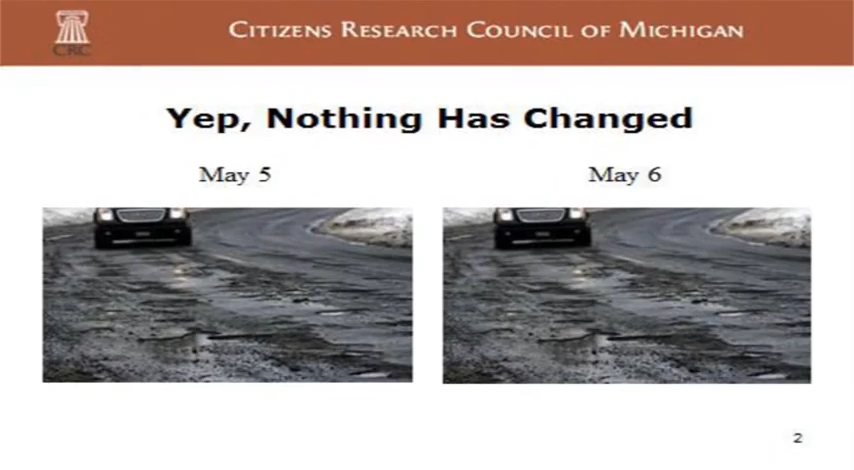 CRC
CITIZENS RESEARCH COUNCIL OF MICHIGAN
Yep, Nothing Has Changed
May 5
May 6
2